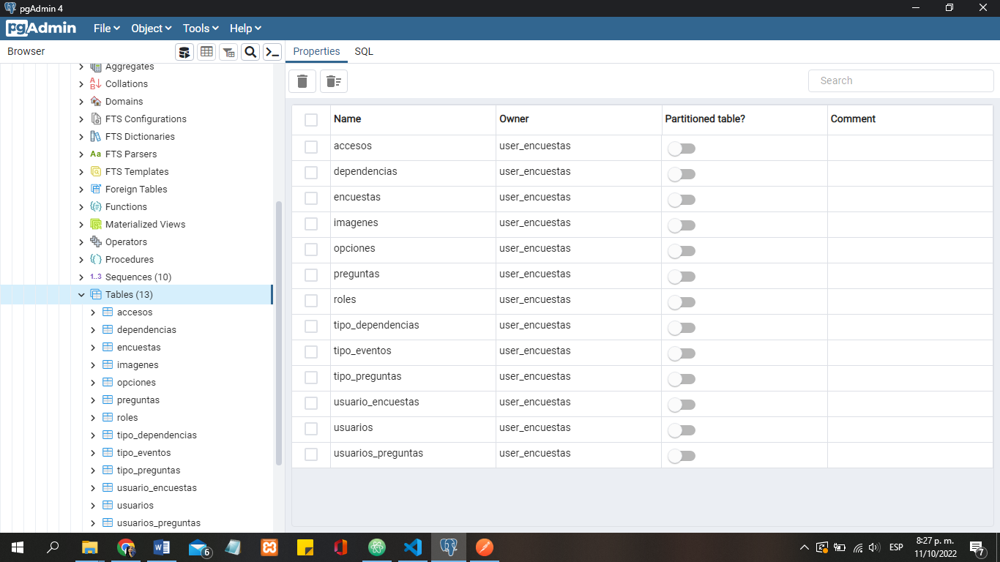 pgAdmin 4
pgAdmin File Object Tools Help
Browser
Properties SQL
Aggregates
Collations
Domains
FTS Configurations
FTS Dictionaries
Aa FTS Parsers
FTS Templates
Foreign Tables
Functions
Materialized Views
Operators
Procedures
1..3 Sequences (10)
Tables (13)
accesos
dependencias
encuestas
imagenes
opciones
preguntas
roles
tipo_dependencias
tipo_eventos
tipo_preguntas
usuario_encuestas
usuarios
usuarios_preguntas
Search
Name Owner Partitioned table? Comment
accesos user_encuestas
dependencias user_encuestas
encuestas user_encuestas
imagenes user_encuestas
opciones user_encuestas
preguntas user_encuestas
roles user_encuestas
tipo_dependencias user_encuestas
tipo_eventos user_encuestas
tipo_preguntas user_encuestas
usuario_encuestas user_encuestas
usuarios user_encuestas
usuarios_preguntas user_encuestas
6
ESP
8:27 p. m.
11/10/2022
7